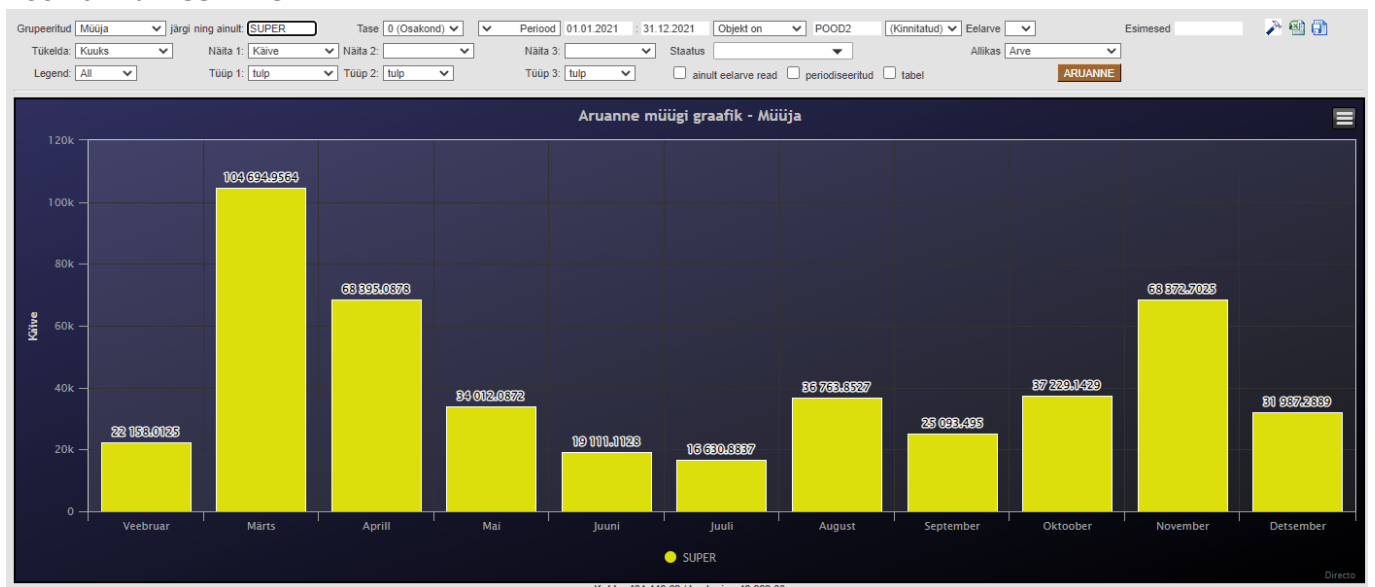 Grupeeritud Müüja järgi ning ainult: SUPER Tase 0 (Osakond) Periood 01.01.2021 : 31.12.2021 Objekt on POOD2 (Kinnitatud) Eelarve Esimesed
Tükelda: Kuuks Näita 1: Käive Näita 2: Näita 3: Staatus Allikas Arve
Legend: All Tüüp 1: tulp Tüüp 2: tulp Tüüp 3: tulp ainult eelarve read periodiseeritud tabel ARUANNE
Aruanne müügi graafik - Müüja
120k
104 694.9564
100k
80k
68 395.0878
68 372.7025
Käive
60k
40k
34 012.0872
36 763.8527
37 229.1429
31 987.2889
22 158.0125
25 093.495
20k
19 111.1128
16 630.8837
0
Veebruar Märts Aprill Mai Juuni Juuli August September Oktoober November Detsember
SUPER
Directo